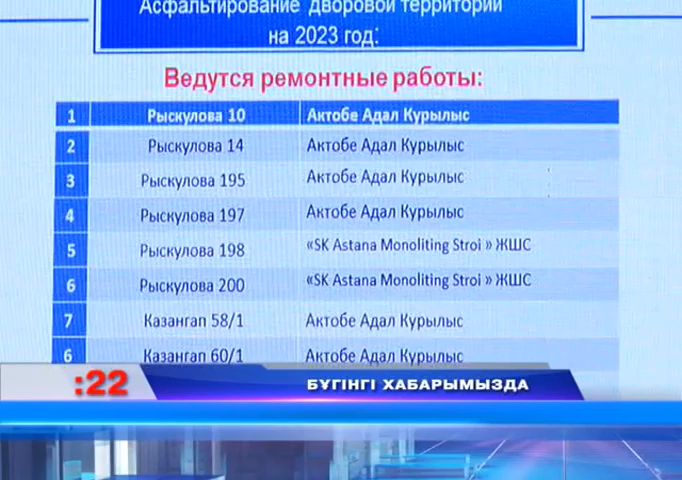 Асфальтирование дворовой территории
на 2023 год:
Ведутся ремонтные работы:
1 Рыскулова 10 Актобе Адал Курылыс
2 Рыскулова 14 Актобе Адал Курылыс
3 Рыскулова 195 Актобе Адал Курылыс
4 Рыскулова 197 Актобе Адал Курылыс
5 Рыскулова 198 «SK Astana Monoliting Stroi » ЖШС
6 Рыскулова 200 «SK Astana Monoliting Stroi » ЖШС
7 Казангап 58/1 Актобе Адал Курылыс
6 Казангап 60/1 Актобе Адал Курылыс
:22 БҮГІНГІ ХАБАРЫМЫЗДА